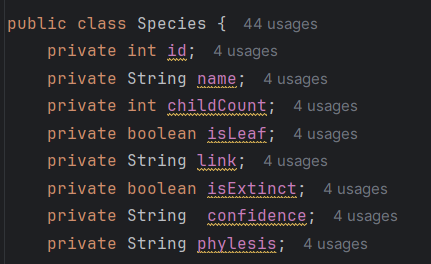 public class Species {  44 usages
    private int id;  4 usages
    private String name;  4 usages
    private int childCount;  4 usages
    private boolean isLeaf;  4 usages
    private String link;  4 usages
    private boolean isExtinct;  4 usages
    private String  confidence;  4 usages
    private String phylesis;  4 usages